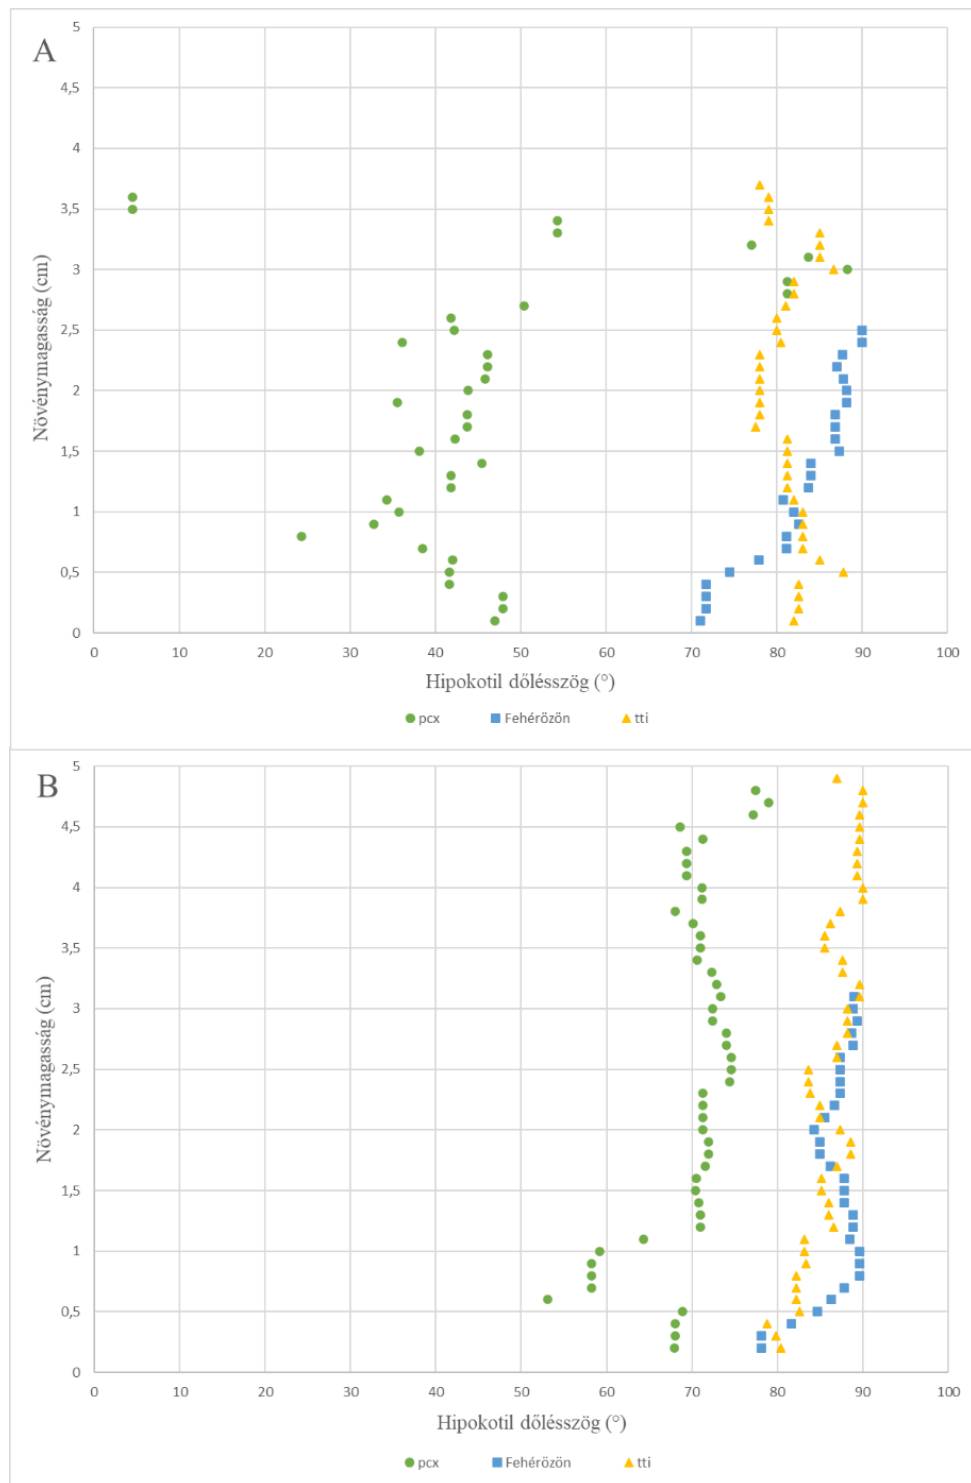 A
5
4,5
4
3,5
3
2,5
2
1,5
1
0,5
0
Növénymagasság (cm)
0 10 20 30 40 50 60 70 80 90 100
Hipokotil dőlésszög (°)
pcx Fehérözön tti
B
5
4,5
4
3,5
3
2,5
2
1,5
1
0,5
0
Növénymagasság (cm)
0 10 20 30 40 50 60 70 80 90 100
Hipokotil dőlésszög (°)
pcx Fehérözön tti